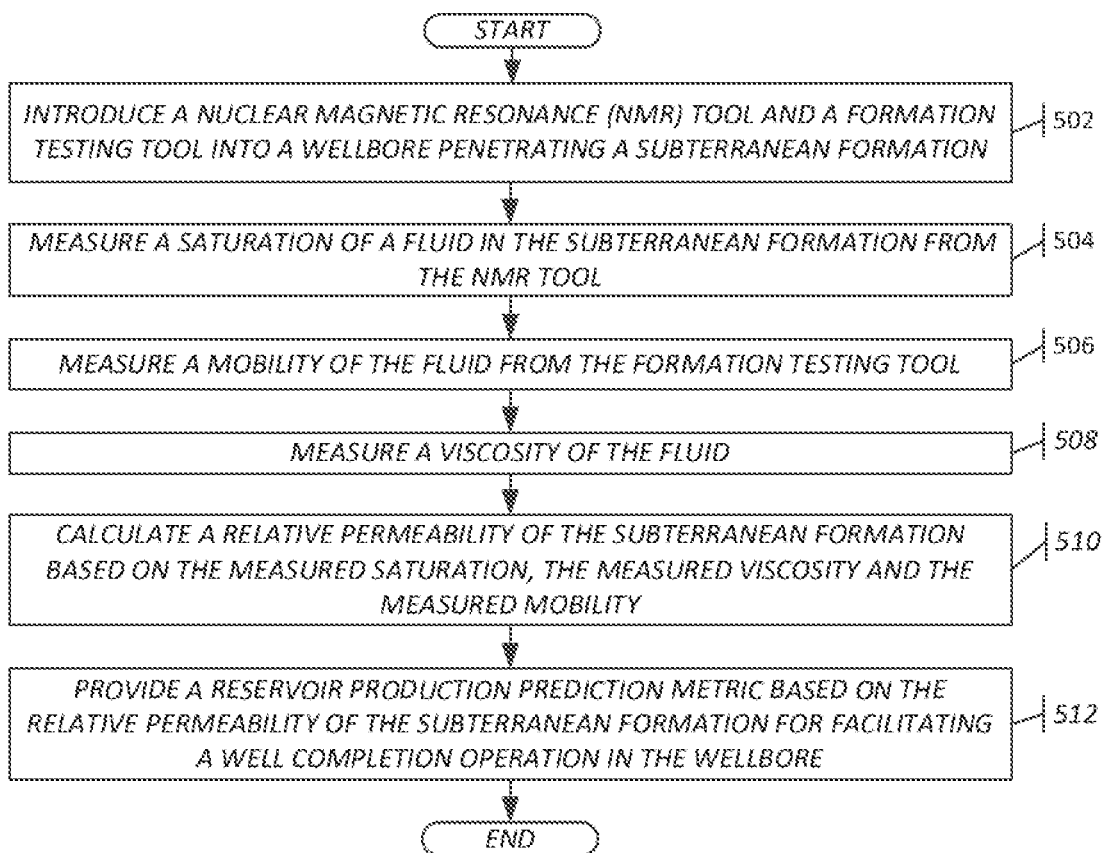 START
INTRODUCE A NUCLEAR MAGNETIC RESONANCE (NMR) TOOL AND A FORMATION
TESTING TOOL INTO A WELLBORE PENETRATING A SUBTERRANEAN FORMATION
502
MEASURE A SATURATION OF A FLUID IN THE SUBTERRANEAN FORMATION FROM
THE NMR TOOL
504
MEASURE A MOBILITY OF THE FLUID FROM THE FORMATION TESTING TOOL
506
MEASURE A VISCOSITY OF THE FLUID
508
CALCULATE A RELATIVE PERMEABILITY OF THE SUBTERRANEAN FORMATION
BASED ON THE MEASURED SATURATION, THE MEASURED VISCOSITY AND THE
MEASURED MOBILITY
510
PROVIDE A RESERVOIR PRODUCTION PREDICTION METRIC BASED ON THE
RELATIVE PERMEABILITY OF THE SUBTERRANEAN FORMATION FOR FACILITATING
A WELL COMPLETION OPERATION IN THE WELLBORE
512
END